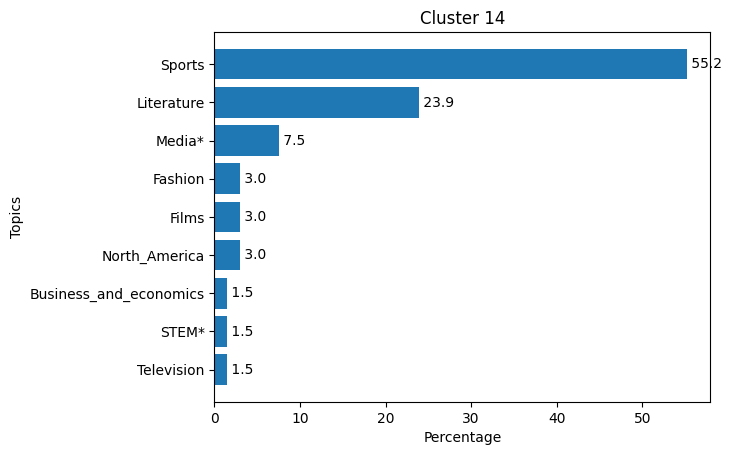 Cluster 14
Topics
Sports 55.2
Literature 23.9
Media* 7.5
Fashion 3.0
Films 3.0
North_America 3.0
Business_and_economics 1.5
STEM* 1.5
Television 1.5
0 10 20 30 40 50
Percentage